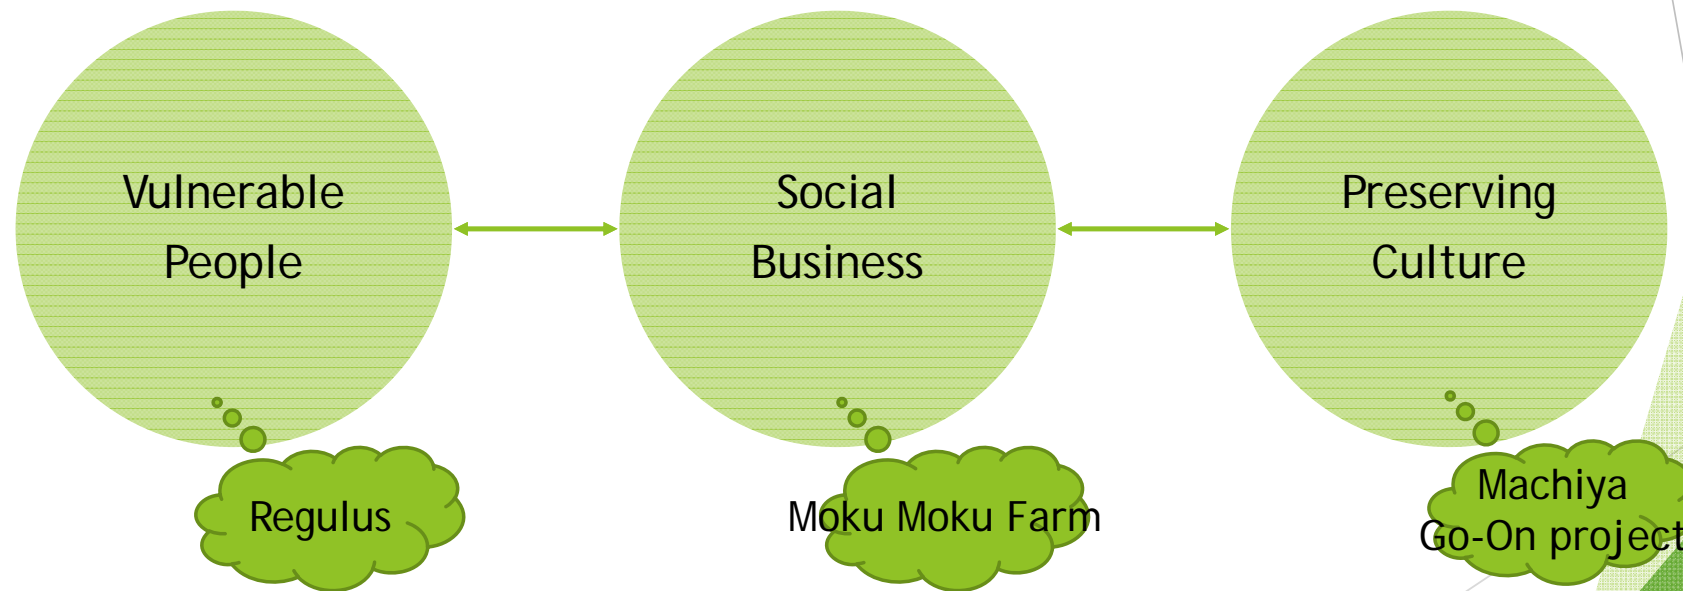 Vulnerable
People
Social
Business
Preserving
Culture
Regulus
Moku Moku Farm
Machiya
Go-On project